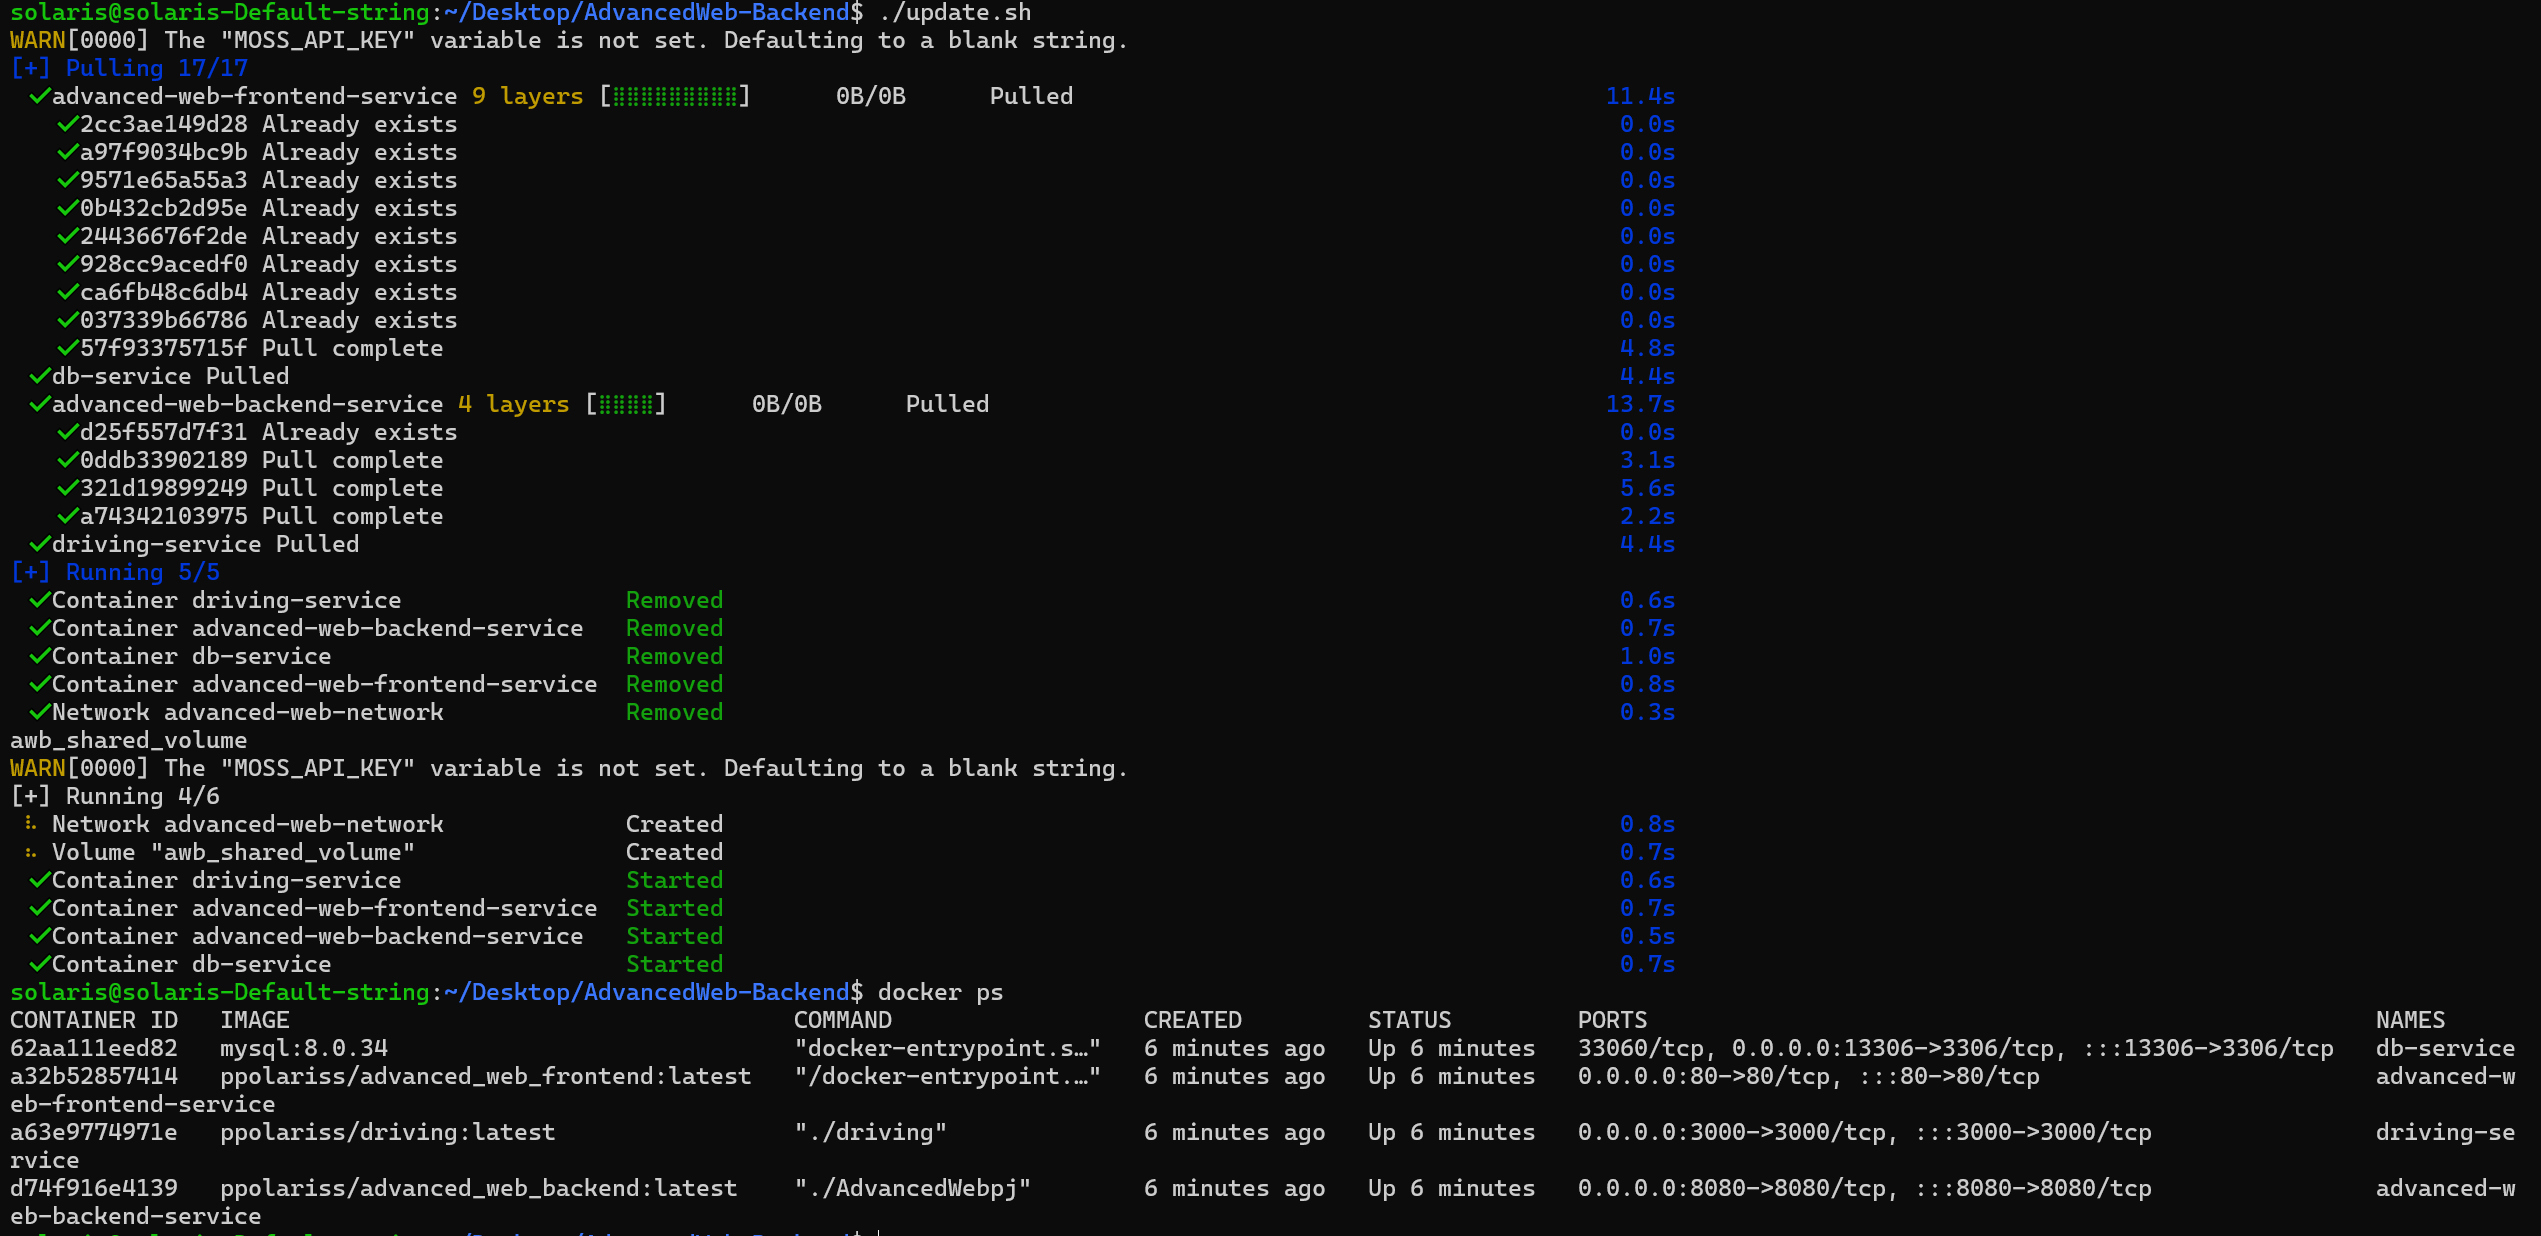 solaris@solaris-Default-string:~/Desktop/AdvancedWeb-Backend$ ./update.sh
WARN[0000] The "MOSS_API_KEY" variable is not set. Defaulting to a blank string.
[+] Pulling 17/17
✓advanced-web-frontend-service 9 layers [⣿⣿⣿⣿⣿⣿⣿⣿⣿] 0B/0B Pulled 11.4s
✓2cc3ae149d28 Already exists 0.0s
✓a97f9034bc9b Already exists 0.0s
✓9571e65a55a3 Already exists 0.0s
✓0b432cb2d95e Already exists 0.0s
✓24436676f2de Already exists 0.0s
✓928cc9acedf0 Already exists 0.0s
✓ca6fb48c6db4 Already exists 0.0s
✓037339b66786 Already exists 0.0s
✓57f93375715f Pull complete 4.8s
✓db-service Pulled 4.4s
✓advanced-web-backend-service 4 layers [⣿⣿⣿⣿] 0B/0B Pulled 13.7s
✓d25f557d7f31 Already exists 0.0s
✓0ddb33902189 Pull complete 3.1s
✓321d19899249 Pull complete 5.6s
✓a74342103975 Pull complete 2.2s
✓driving-service Pulled 4.4s
[+] Running 5/5
✓Container driving-service Removed 0.6s
✓Container advanced-web-backend-service Removed 0.7s
✓Container db-service Removed 1.0s
✓Container advanced-web-frontend-service Removed 0.8s
✓Network advanced-web-network Removed 0.3s
awb_shared_volume
WARN[0000] The "MOSS_API_KEY" variable is not set. Defaulting to a blank string.
[+] Running 4/6
⠧ Network advanced-web-network Created 0.8s
⠦ Volume "awb_shared_volume" Created 0.7s
✓Container driving-service Started 0.6s
✓Container advanced-web-frontend-service Started 0.7s
✓Container advanced-web-backend-service Started 0.5s
✓Container db-service Started 0.7s
solaris@solaris-Default-string:~/Desktop/AdvancedWeb-Backend$ docker ps
CONTAINER ID IMAGE COMMAND CREATED STATUS PORTS NAMES
62aa111eed82 mysql:8.0.34 "docker-entrypoint.s…" 6 minutes ago Up 6 minutes 33060/tcp, 0.0.0.0:13306->3306/tcp, :::13306->3306/tcp db-service
a32b52857414 ppolariss/advanced_web_frontend:latest "/docker-entrypoint.…" 6 minutes ago Up 6 minutes 0.0.0.0:80->80/tcp, :::80->80/tcp advanced-w
eb-frontend-service
a63e9774971e ppolariss/driving:latest "./driving" 6 minutes ago Up 6 minutes 0.0.0.0:3000->3000/tcp, :::3000->3000/tcp driving-se
rvice
d74f916e4139 ppolariss/advanced_web_backend:latest "./AdvancedWebpj" 6 minutes ago Up 6 minutes 0.0.0.0:8080->8080/tcp, :::8080->8080/tcp advanced-w
eb-backend-service